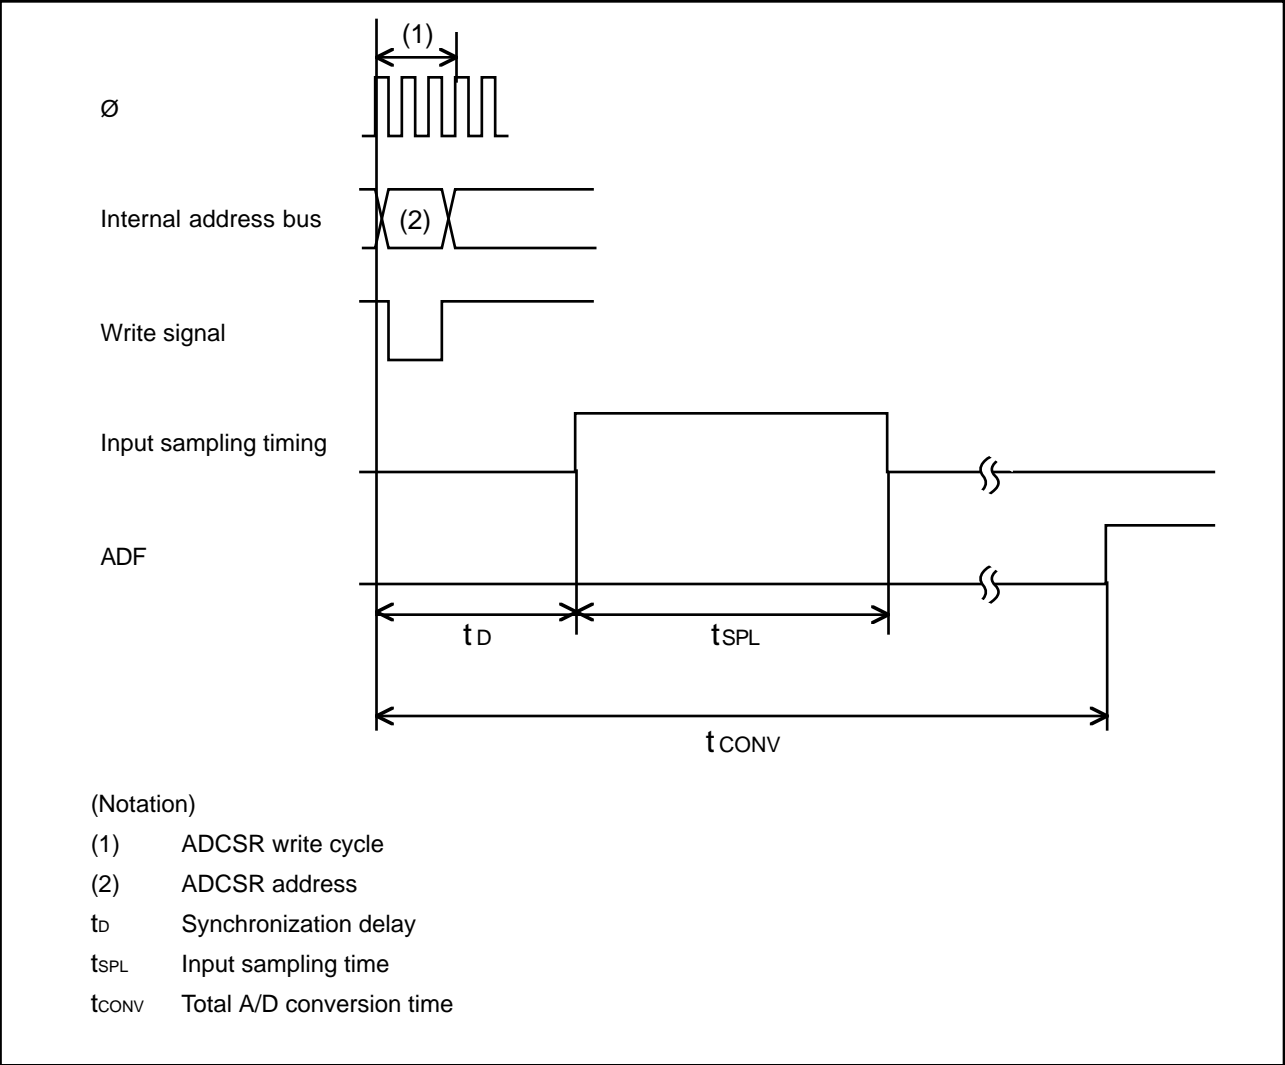 (1)
Ø
Internal address bus
(2)
Write signal
Input sampling timing
ADF
tD
tSPL
tCONV
(Notation)
(1) ADCSR write cycle
(2) ADCSR address
tD Synchronization delay
tSPL Input sampling time
tCONV Total A/D conversion time